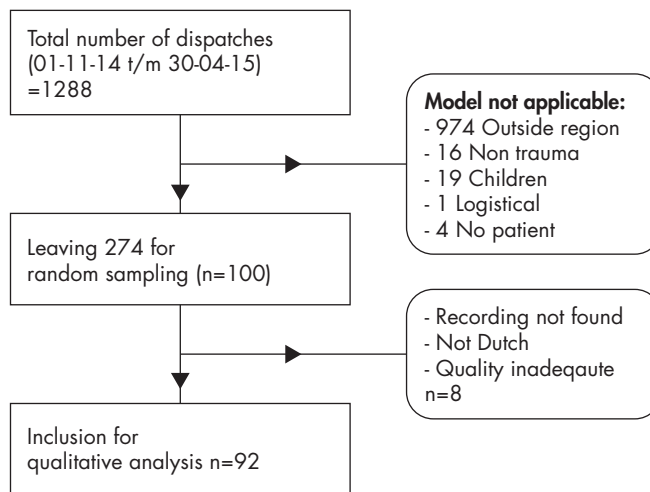 Total number of dispatches
(01-11-14 t/m 30-04-15)
=1288
Model not applicable:
- 974 Outside region
- 16 Non trauma
- 19 Children
- 1 Logistical
- 4 No patient
Leaving 274 for
random sampling (n=100)
- Recording not found
- Not Dutch
- Quality inadeqaute
n=8
Inclusion for
qualitative analysis n=92